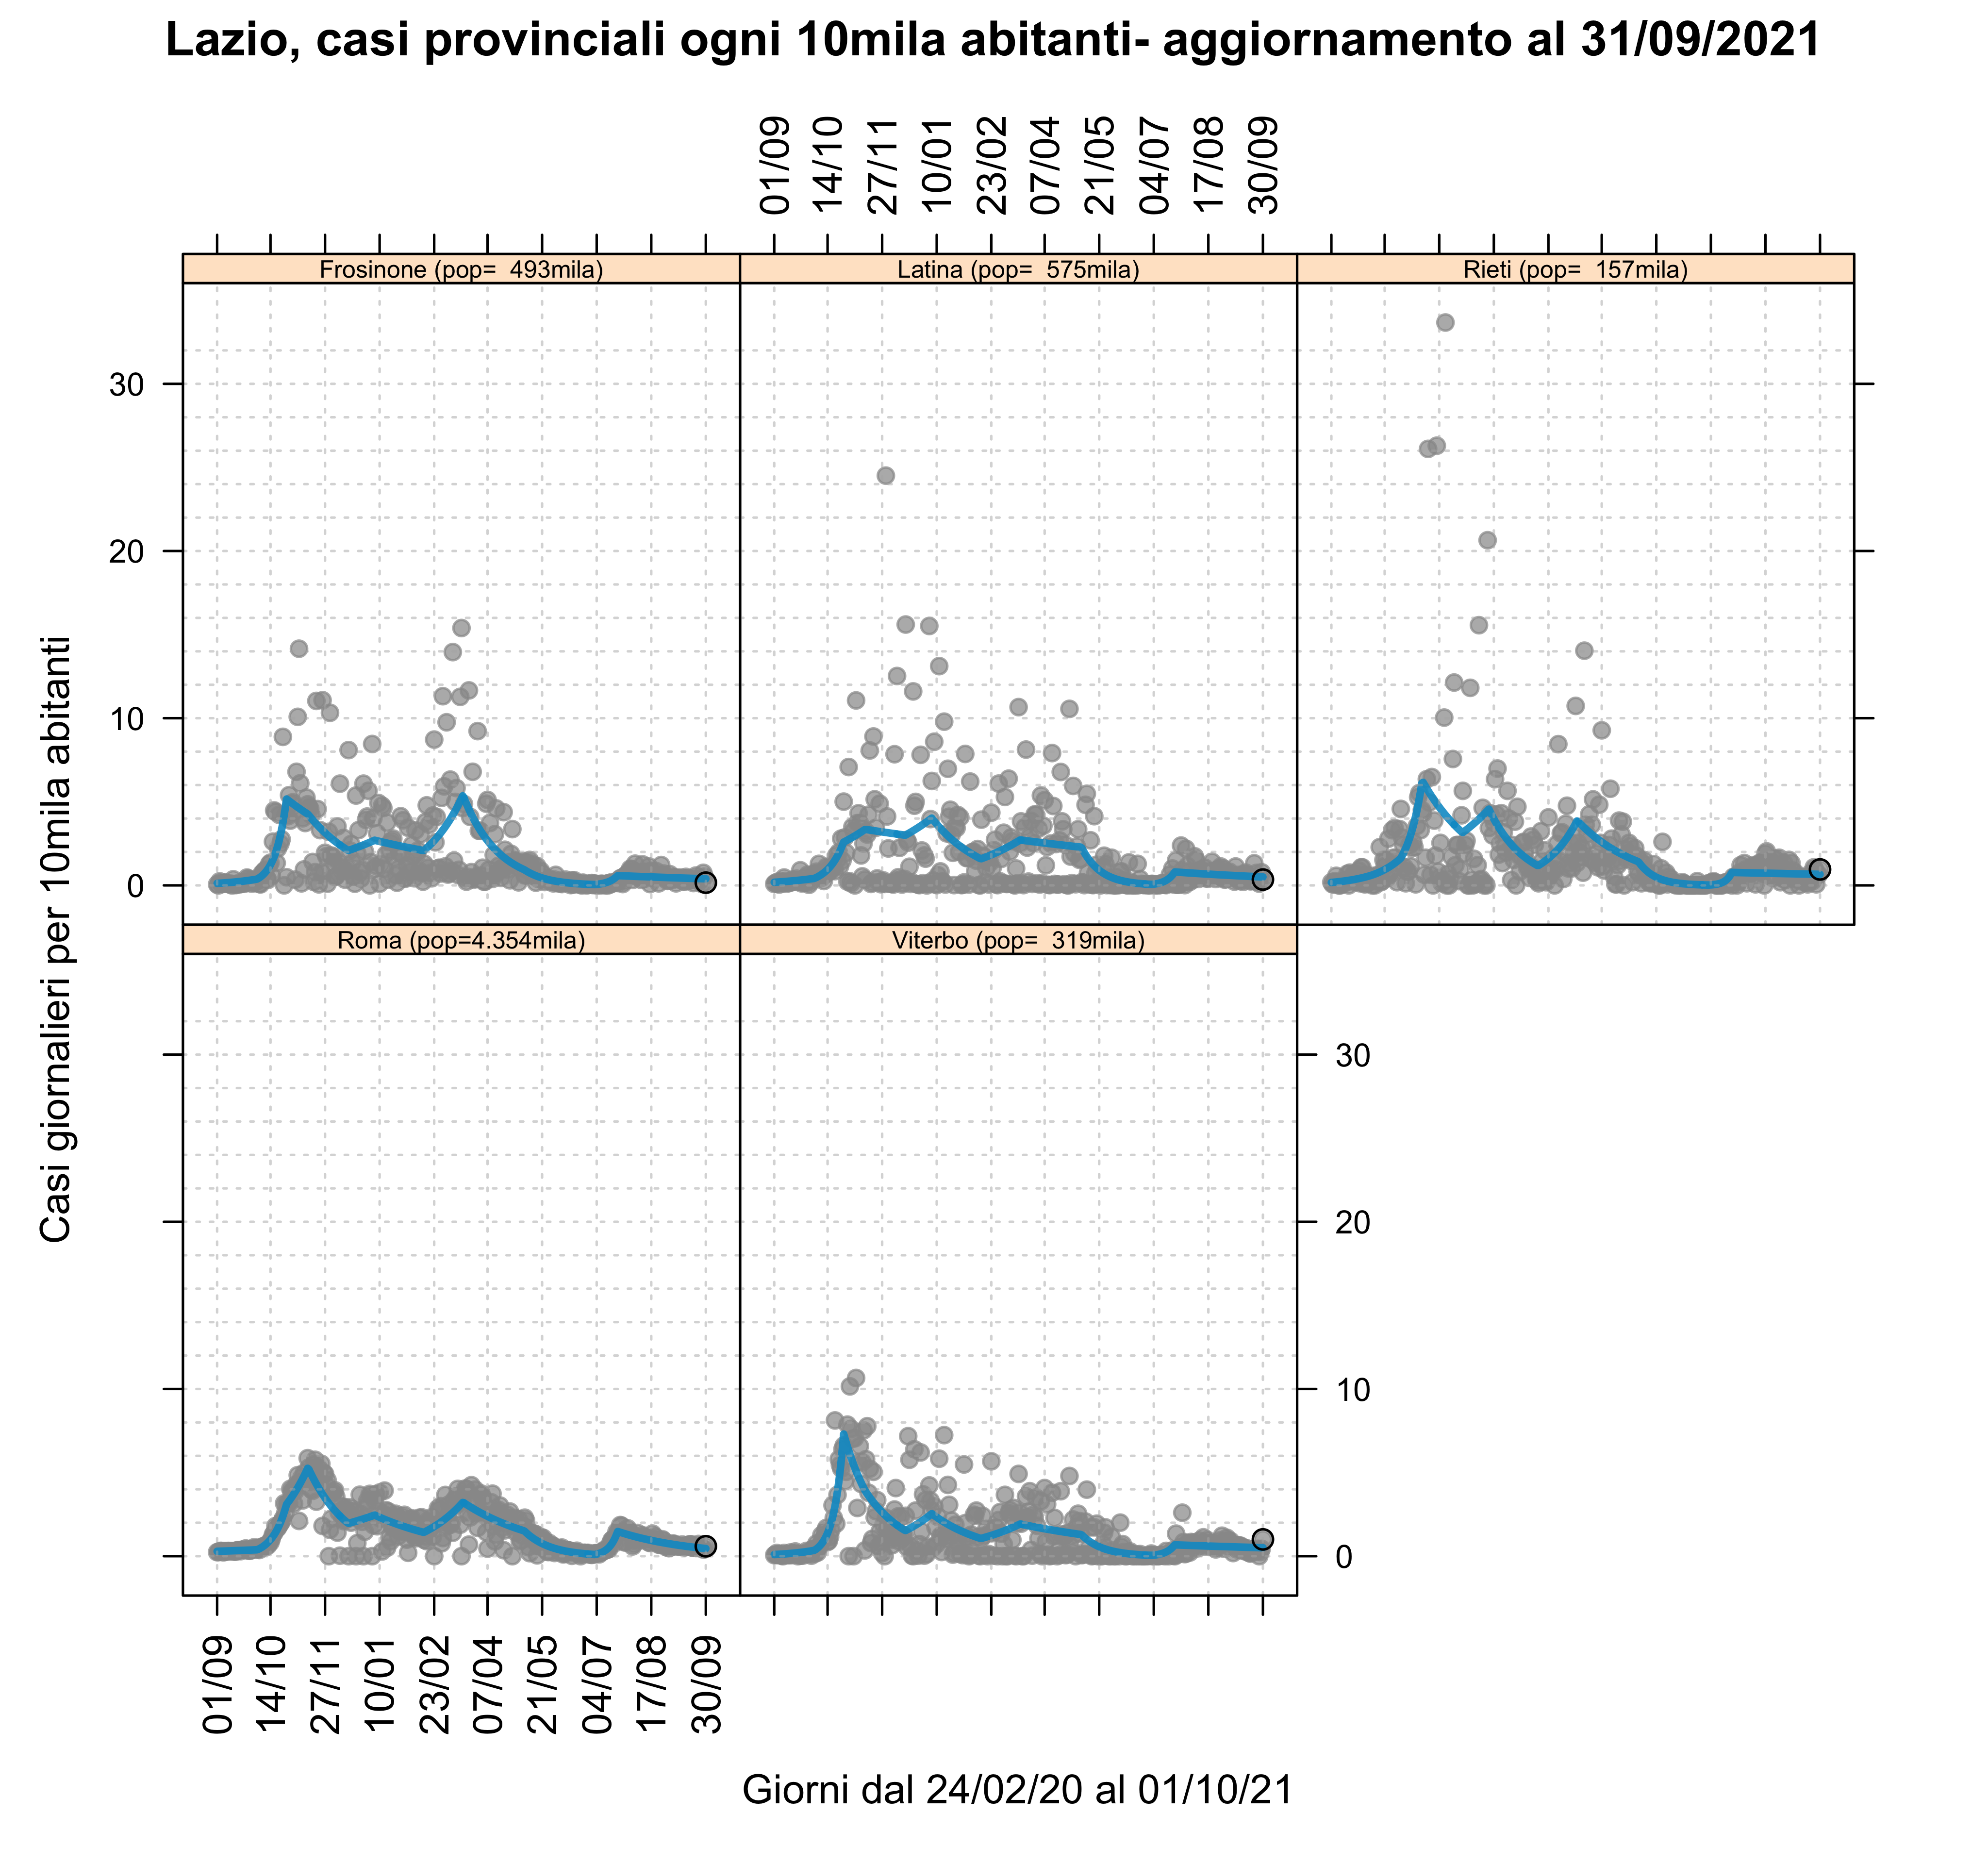 Lazio, casi provinciali ogni 10mila abitanti- aggiornamento al 31/09/2021
01/09 14/10 27/11 10/01 23/02 07/04 21/05 04/07 17/08 30/09
Frosinone (pop=  493mila)
Latina (pop=  575mila)
Rieti (pop=  157mila)
30
20
10
0
Casi giornalieri per 10mila abitanti
Roma (pop=4.354mila)
Viterbo (pop=  319mila)
30
20
10
0
01/09 14/10 27/11 10/01 23/02 07/04 21/05 04/07 17/08 30/09
Giorni dal 24/02/20 al 01/10/21